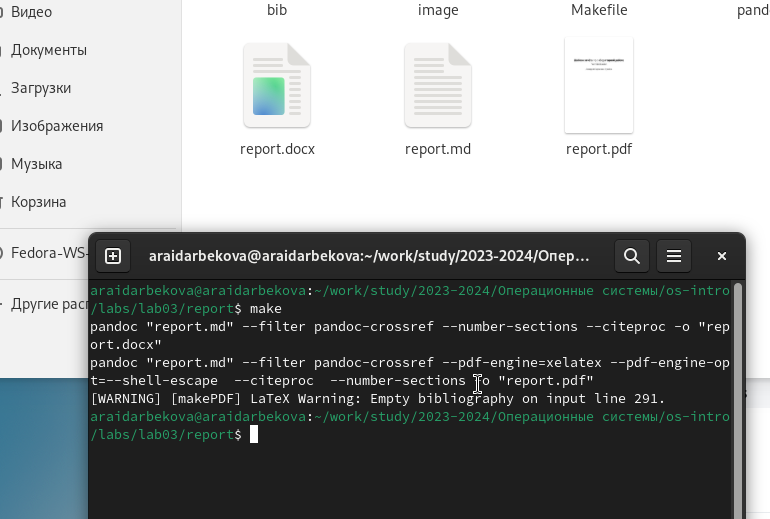 Видео
Документы
Загрузки
Изображения
Музыка
Корзина
Fedora-WS-
Другие рас
bib
image
Makefile
pand
report.docx
report.md
report.pdf
araidarbekova@araidarbekova:~/work/study/2023-2024/Опер...
araidarbekova@araidarbekova:~/work/study/2023-2024/Операционные системы/os-intro
/labs/lab03/report$ make
pandoc "report.md" --filter pandoc-crossref --number-sections --citeproc -o "rep
ort.docx"
pandoc "report.md" --filter pandoc-crossref --pdf-engine=xelatex --pdf-engine-op
t=--shell-escape  --citeproc  --number-sections o "report.pdf"
[WARNING] [makePDF] LaTeX Warning: Empty bibliography on input line 291.
araidarbekova@araidarbekova:~/work/study/2023-2024/Операционные системы/os-intro
/labs/lab03/report$